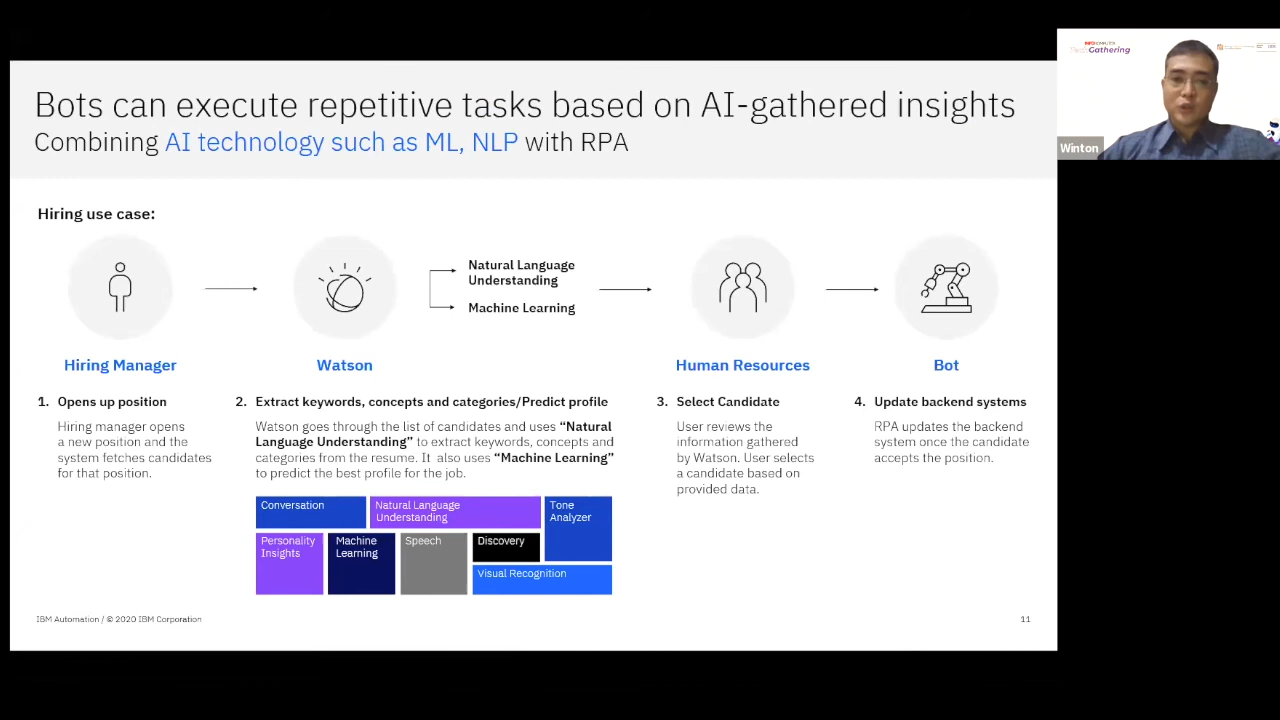 Bots can execute repetitive tasks based on AI-gathered insights
Combining AI technology such as ML, NLP with RPA
Hiring use case:
Natural Language
Understanding
Machine Learning
Hiring Manager
Watson
Human Resources
Bot
1. Opens up position
Hiring manager opens
a new position and the
system fetches candidates
for that position.
2. Extract keywords, concepts and categories/Predict profile
Watson goes through the list of candidates and uses “Natural
Language Understanding” to extract keywords, concepts and
categories from the resume. It also uses “Machine Learning”
to predict the best profile for the job.
Conversation
Natural Language
Understanding
Tone
Analyzer
Personality
Insights
Machine
Learning
Speech
Discovery
Visual Recognition
3. Select Candidate
User reviews the
information gathered
by Watson. User selects
a candidate based on
provided data.
4. Update backend systems
RPA updates the backend
system once the candidate
accepts the position.
IBM Automation / © 2020 IBM Corporation
11
Gathering
Winton